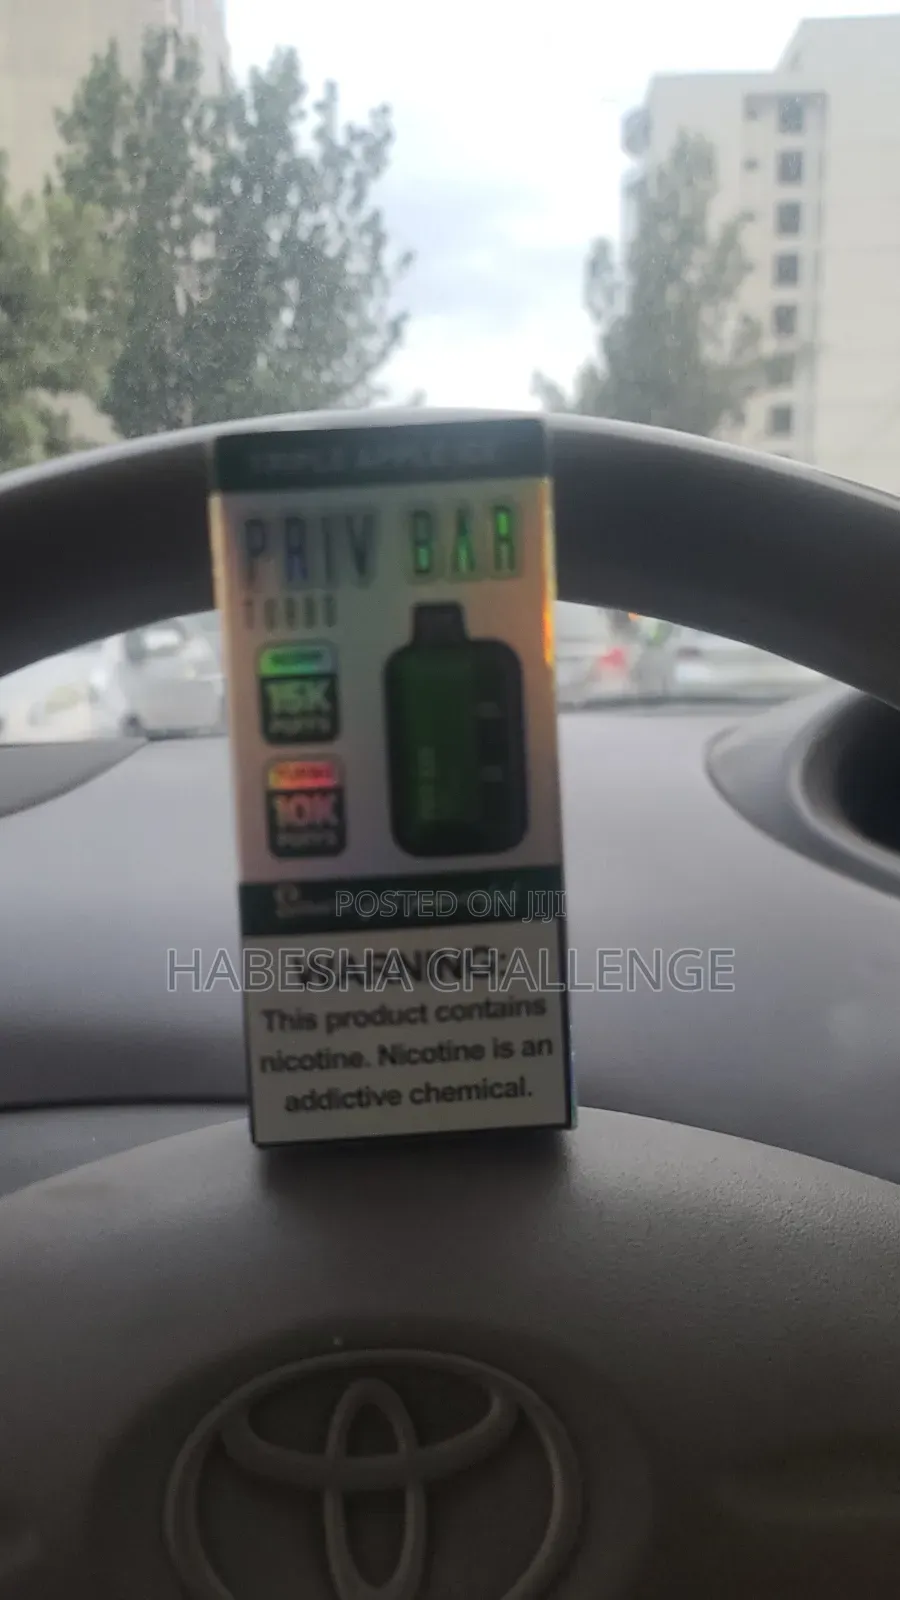 PRIV BAR
TURBO
15K
PUFFS
10K
PUFFS
POSTED ON JIJI
HABESHA CHALLENGE
WARNING:
This product contains
nicotine. Nicotine is an
addictive chemical.